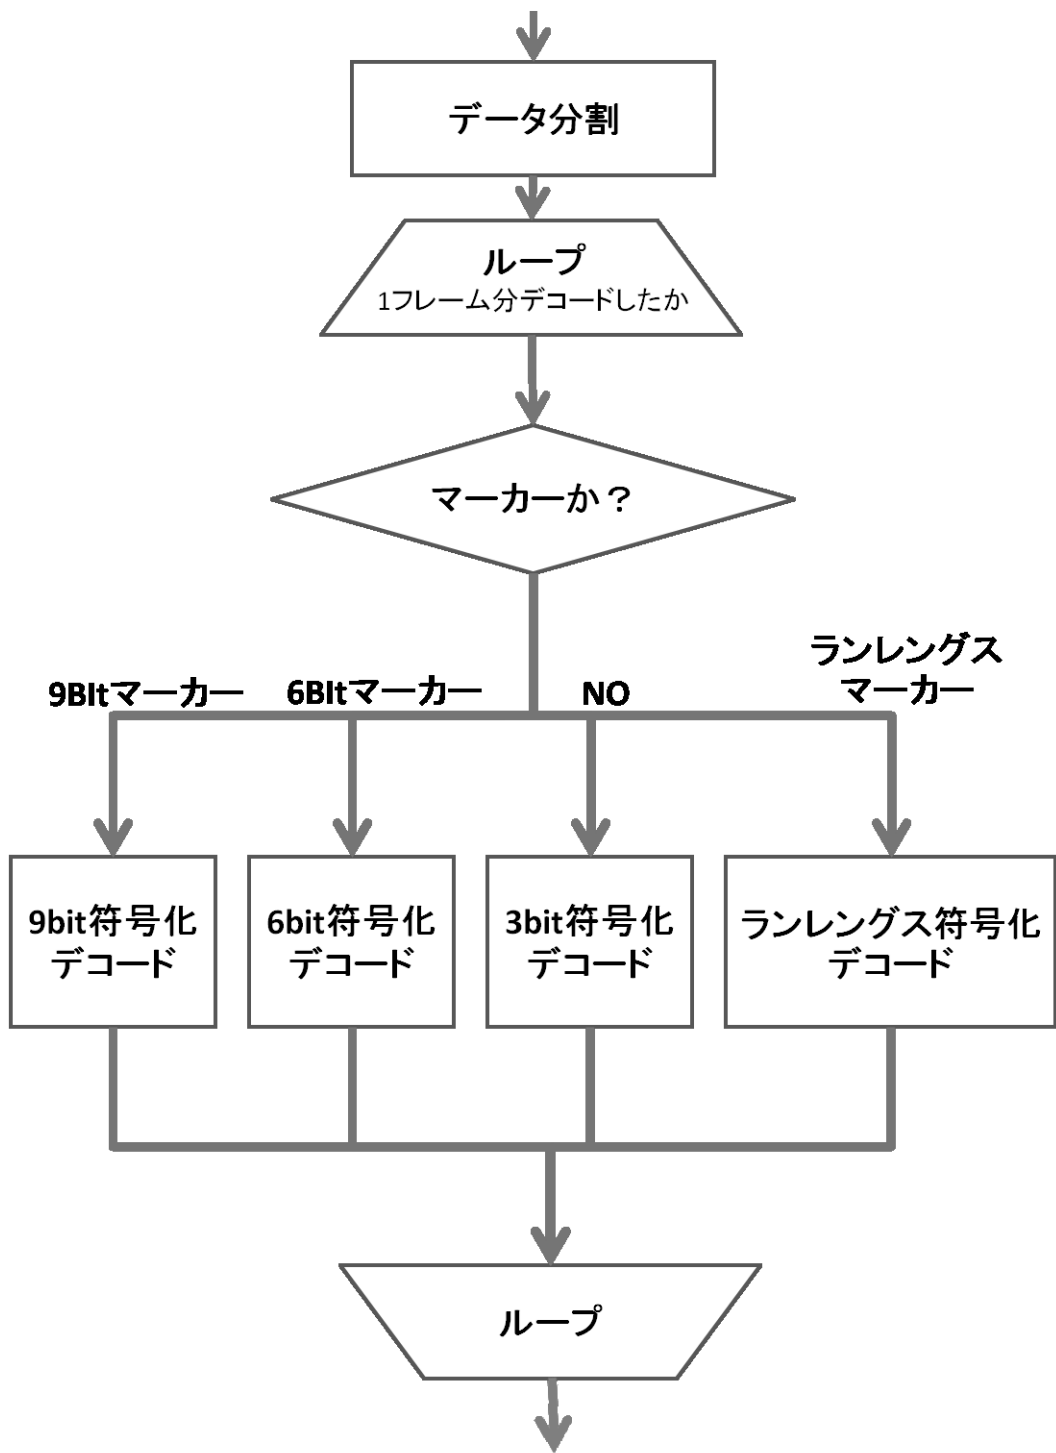 データ分割
ループ
1フレーム分デコードしたか
マーカーか？
ランレングス
マーカー
9BItマーカー
6BItマーカー
NO
9bit符号化
デコード
6bit符号化
デコード
3bit符号化
デコード
ランレングス符号化
デコード
ループ